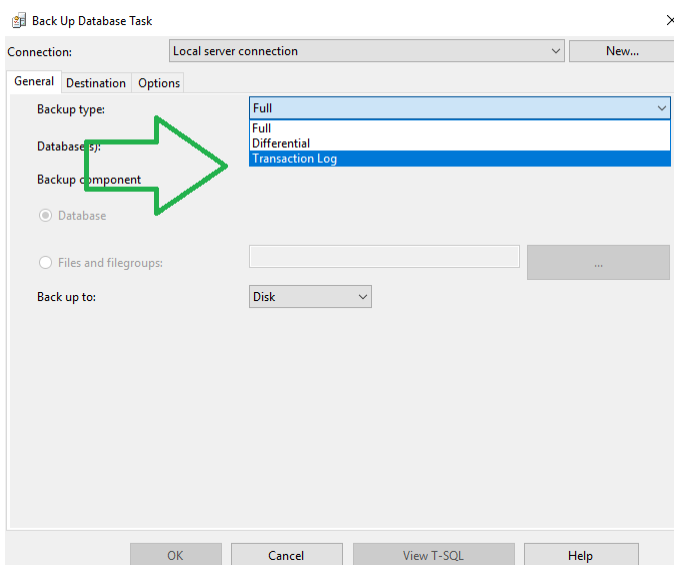 Back Up Database Task
Connection: Local server connection New...
General Destination Options
Backup type: Full
Full
Differential
Database(s):
Transaction Log
Backup component
Database
Files and filegroups: ...
Back up to: Disk
OK Cancel View T-SQL Help